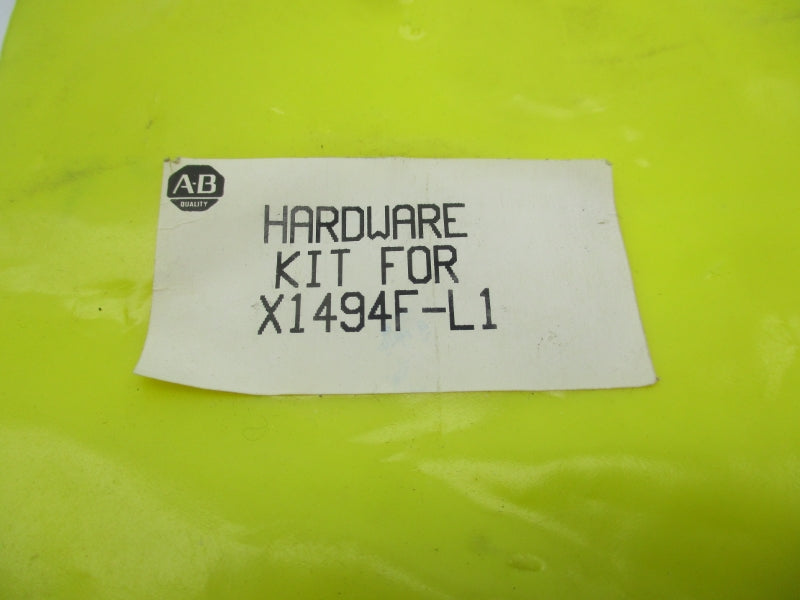 A-B
QUALITY
HARDWARE
KIT FOR
X1494F-L1